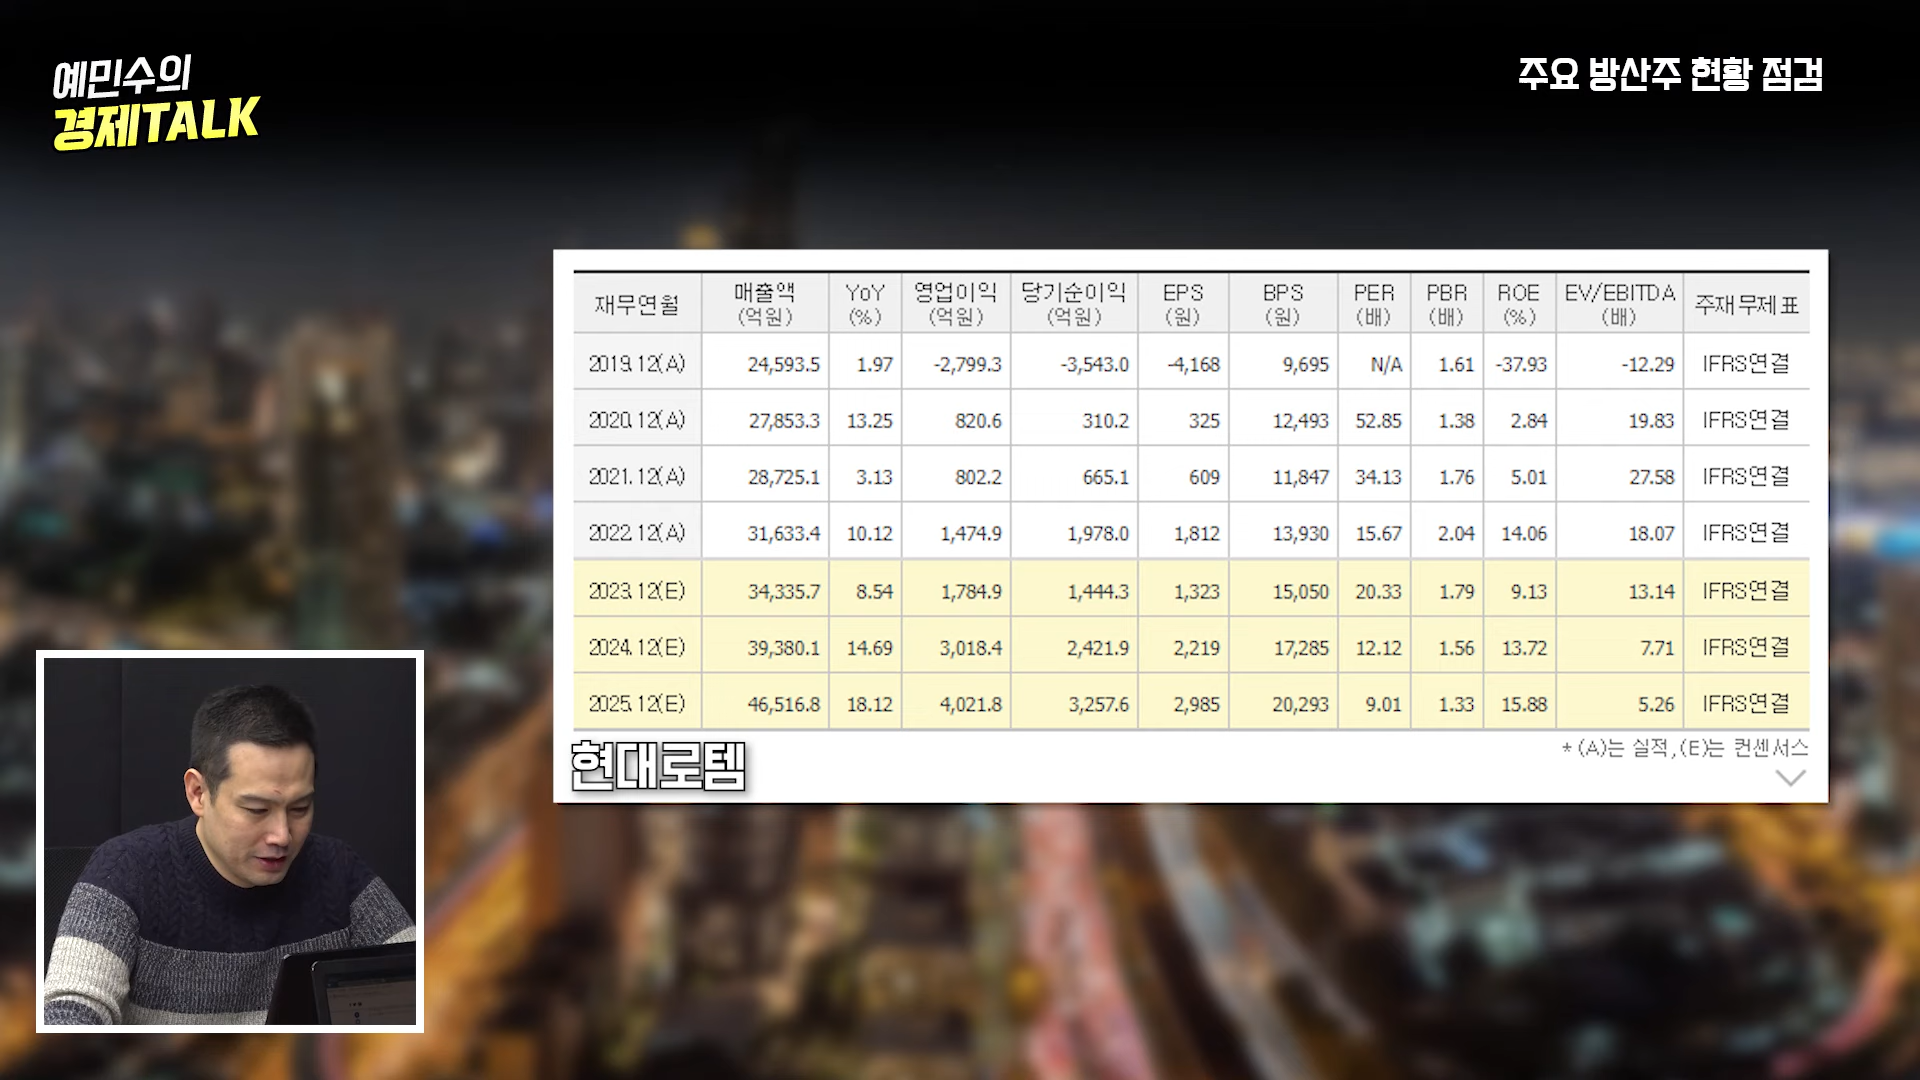 예민수의
경제TALK
주요 방산주 현황 점검
재무연월 매출액 (억원) YoY (%) 영업이익 (억원) 당기순이익 (억원) EPS (원) BPS (원) PER (배) PBR (배) ROE (%) EV/EBITDA (배) 주재무제표
2019.12(A) 24,593.5 1.97 -2,799.3 -3,543.0 -4,168 9,695 N/A 1.61 -37.93 -12.29 IFRS연결
2020.12(A) 27,853.3 13.25 820.6 310.2 325 12,493 52.85 1.38 2.84 19.83 IFRS연결
2021.12(A) 28,725.1 3.13 802.2 665.1 609 11,847 34.13 1.76 5.01 27.58 IFRS연결
2022.12(A) 31,633.4 10.12 1,474.9 1,978.0 1,812 13,930 15.67 2.04 14.06 18.07 IFRS연결
2023.12(E) 34,335.7 8.54 1,784.9 1,444.3 1,323 15,050 20.33 1.79 9.13 13.14 IFRS연결
2024.12(E) 39,380.1 14.69 3,018.4 2,421.9 2,219 17,285 12.12 1.56 13.72 7.71 IFRS연결
2025.12(E) 46,516.8 18.12 4,021.8 3,257.6 2,985 20,293 9.01 1.33 15.88 5.26 IFRS연결
* (A)는 실적, (E)는 컨센서스
현대로템